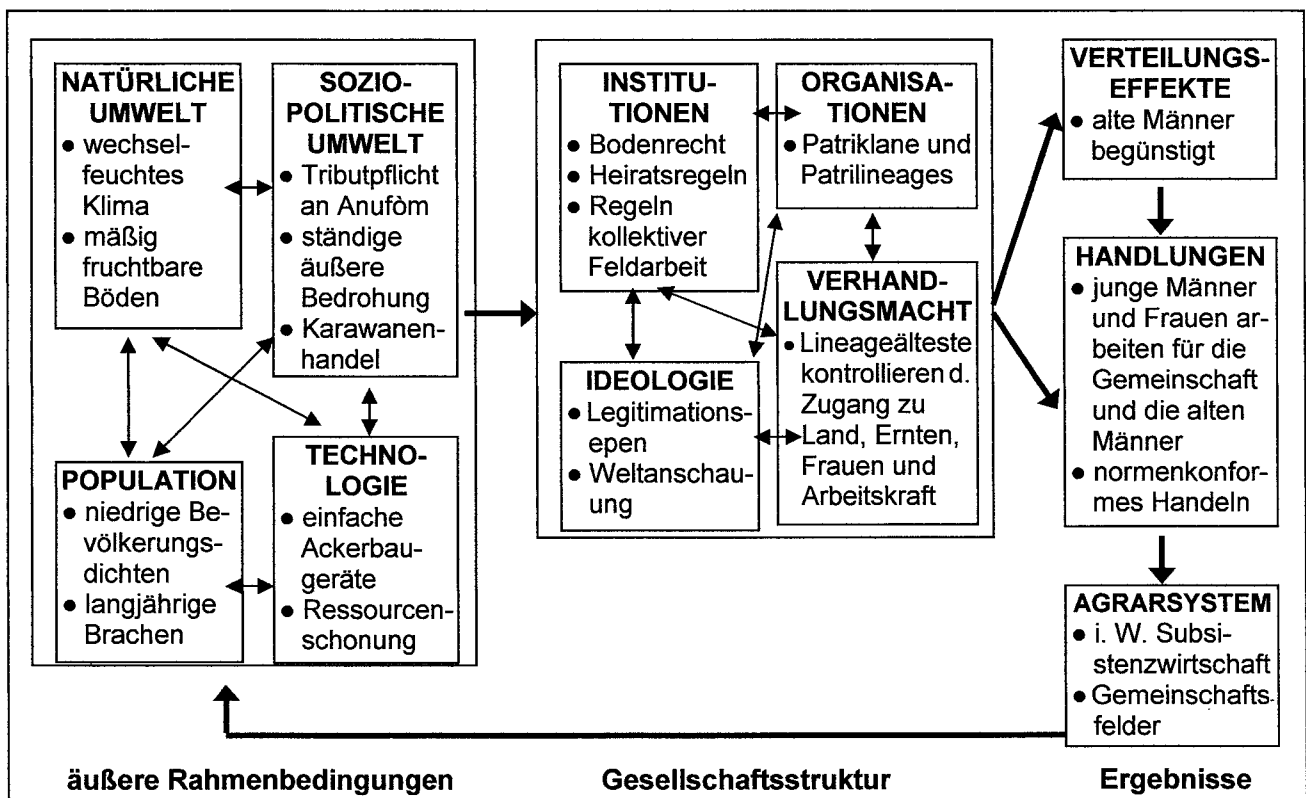 NATÜRLICHE
UMWELT
● wechsel-
feuchtes
Klima
● mäßig
fruchtbare
Böden
SOZIO-
POLITISCHE
UMWELT
● Tributpflicht
an Anufòm
● ständige
äußere
Bedrohung
● Karawanen-
handel
POPULATION
● niedrige Be-
völkerungs-
dichten
● langjährige
Brachen
TECHNO-
LOGIE
● einfache
Ackerbau-
geräte
● Ressourcen-
schonung
äußere Rahmenbedingungen
INSTITU-
TIONEN
● Bodenrecht
● Heiratsregeln
● Regeln
kollektiver
Feldarbeit
ORGANISA-
TIONEN
● Patriklane und
Patrilineages
IDEOLOGIE
● Legitimations-
epen
● Weltanschau-
ung
VERHAND-
LUNGSMACHT
● Lineageälteste
kontrollieren d.
Zugang zu
Land, Ernten,
Frauen und
Arbeitskraft
Gesellschaftsstruktur
VERTEILUNGS-
EFFEKTE
● alte Männer
begünstigt
HANDLUNGEN
● junge Männer
und Frauen ar-
beiten für die
Gemeinschaft
und die alten
Männer
● normenkonfor-
mes Handeln
AGRARSYSTEM
● i. W. Subsi-
stenzwirtschaft
● Gemeinschafts-
felder
Ergebnisse